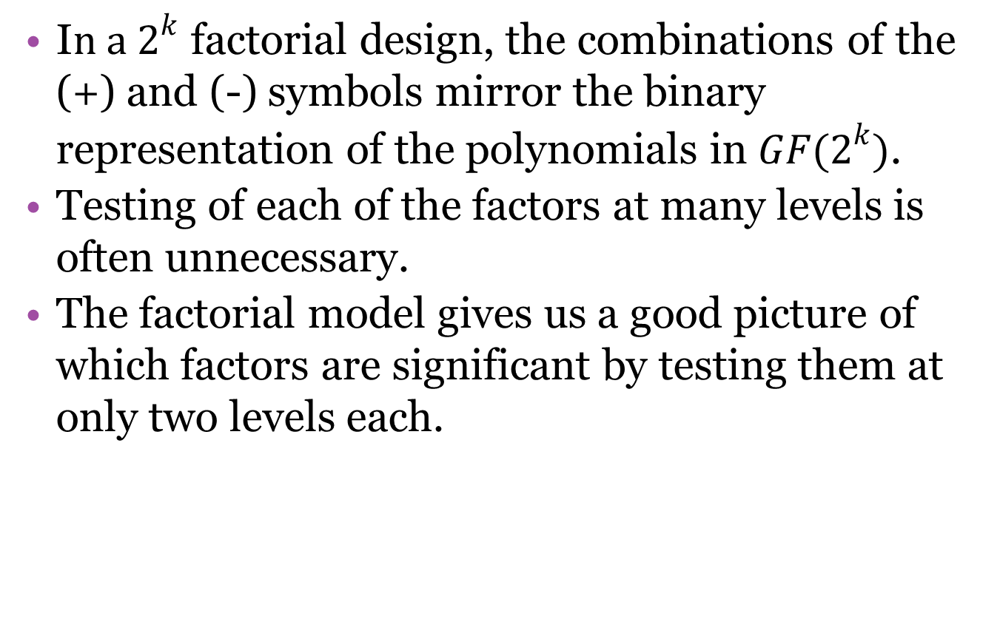 • In a 2^k factorial design, the combinations of the
(+) and (-) symbols mirror the binary
representation of the polynomials in GF(2^k).
• Testing of each of the factors at many levels is
often unnecessary.
• The factorial model gives us a good picture of
which factors are significant by testing them at
only two levels each.